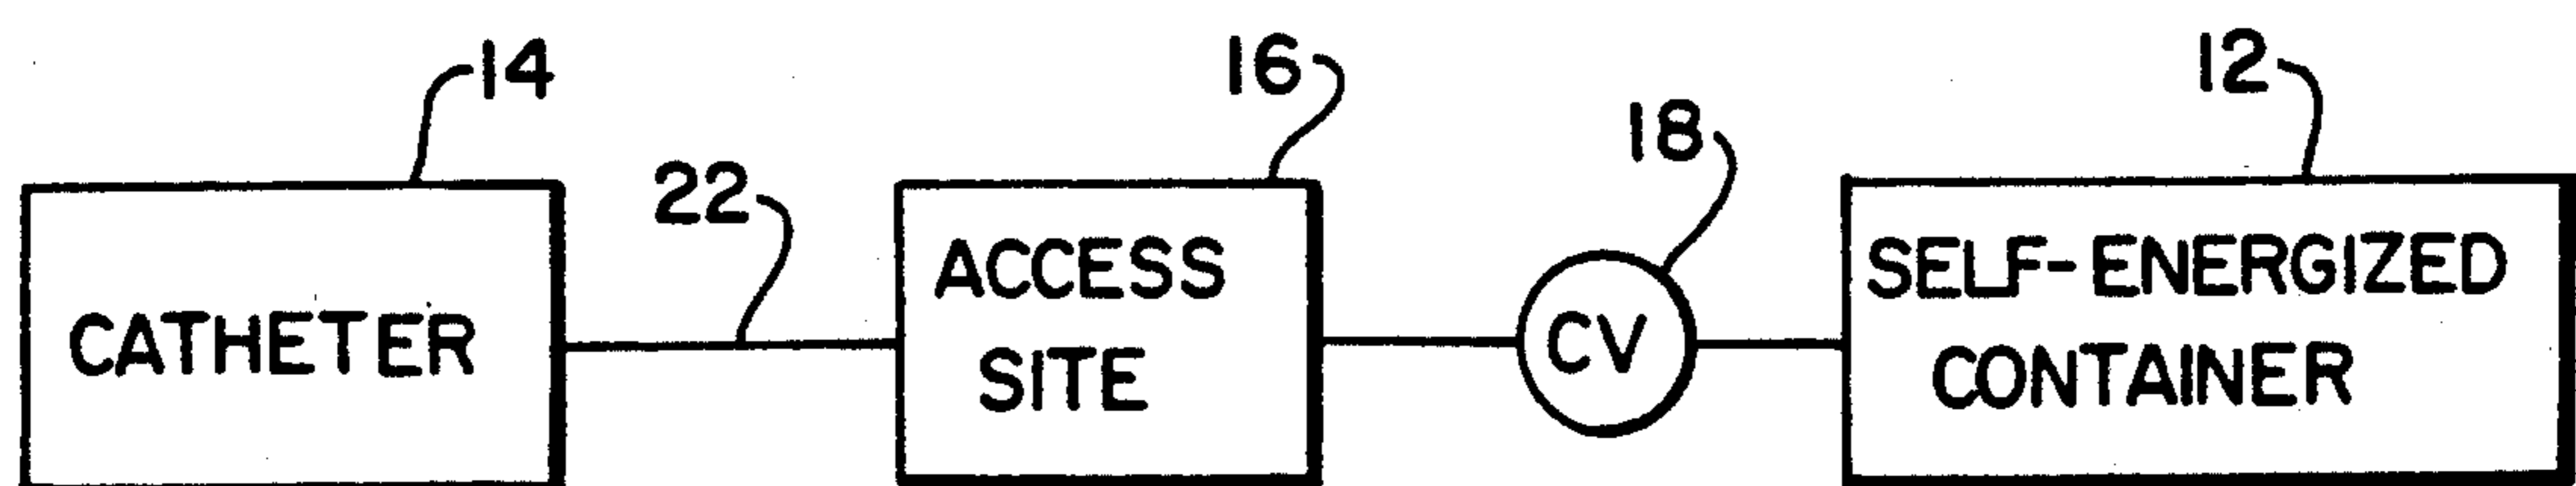 14
16
12
18
22
CATHETER
ACCESS
SITE
CV
SELF-ENERGIZED
CONTAINER